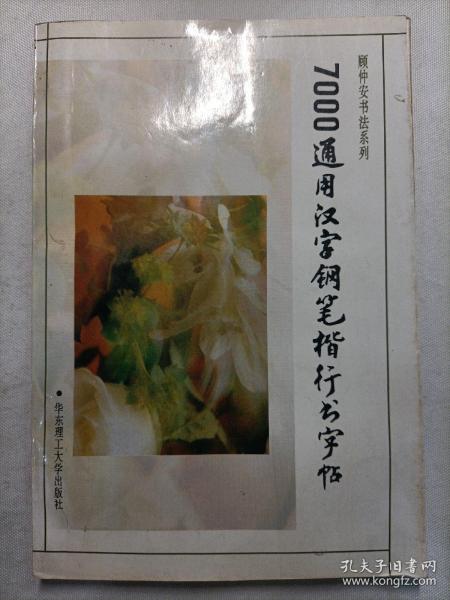 顾仲安书法系列
7000通用汉字钢笔楷行书字帖
•华东理工大学出版社
孔夫子旧书网
www.kongfz.com